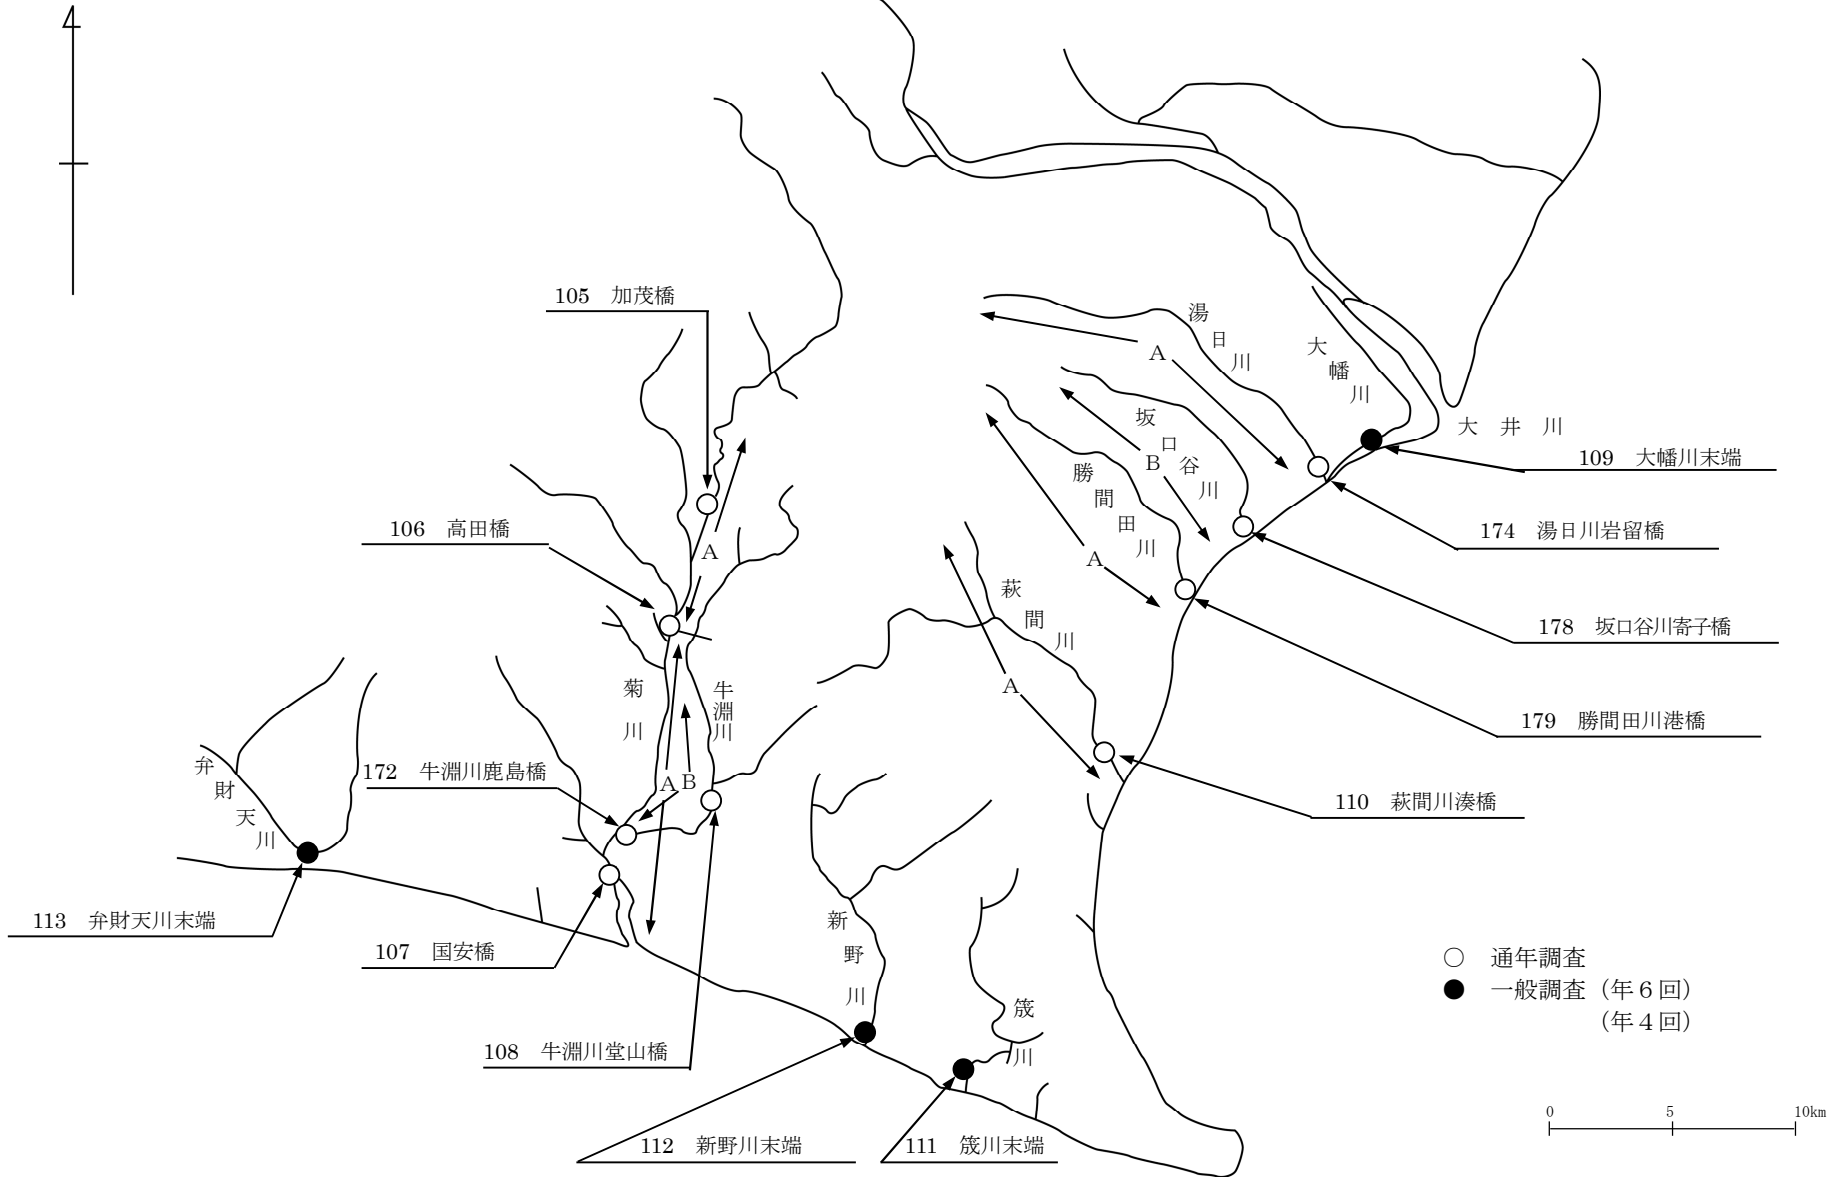 105　加茂橋
106　高田橋
172　牛淵川鹿島橋
113　弁財天川末端
107　国安橋
108　牛淵川堂山橋
112　新野川末端
111　筬川末端
109　大幡川末端
174　湯日川岩留橋
178　坂口谷川寄子橋
179　勝間田川港橋
110　萩間川湊橋
湯日川
大幡川
大　井　川
坂口谷川
勝間田川
萩間川
菊川
牛淵川
弁財天川
新野川
筬川
A
B
A
A
A
A
B
○　通年調査
●　一般調査（年６回）
（年４回）
0　5　10km